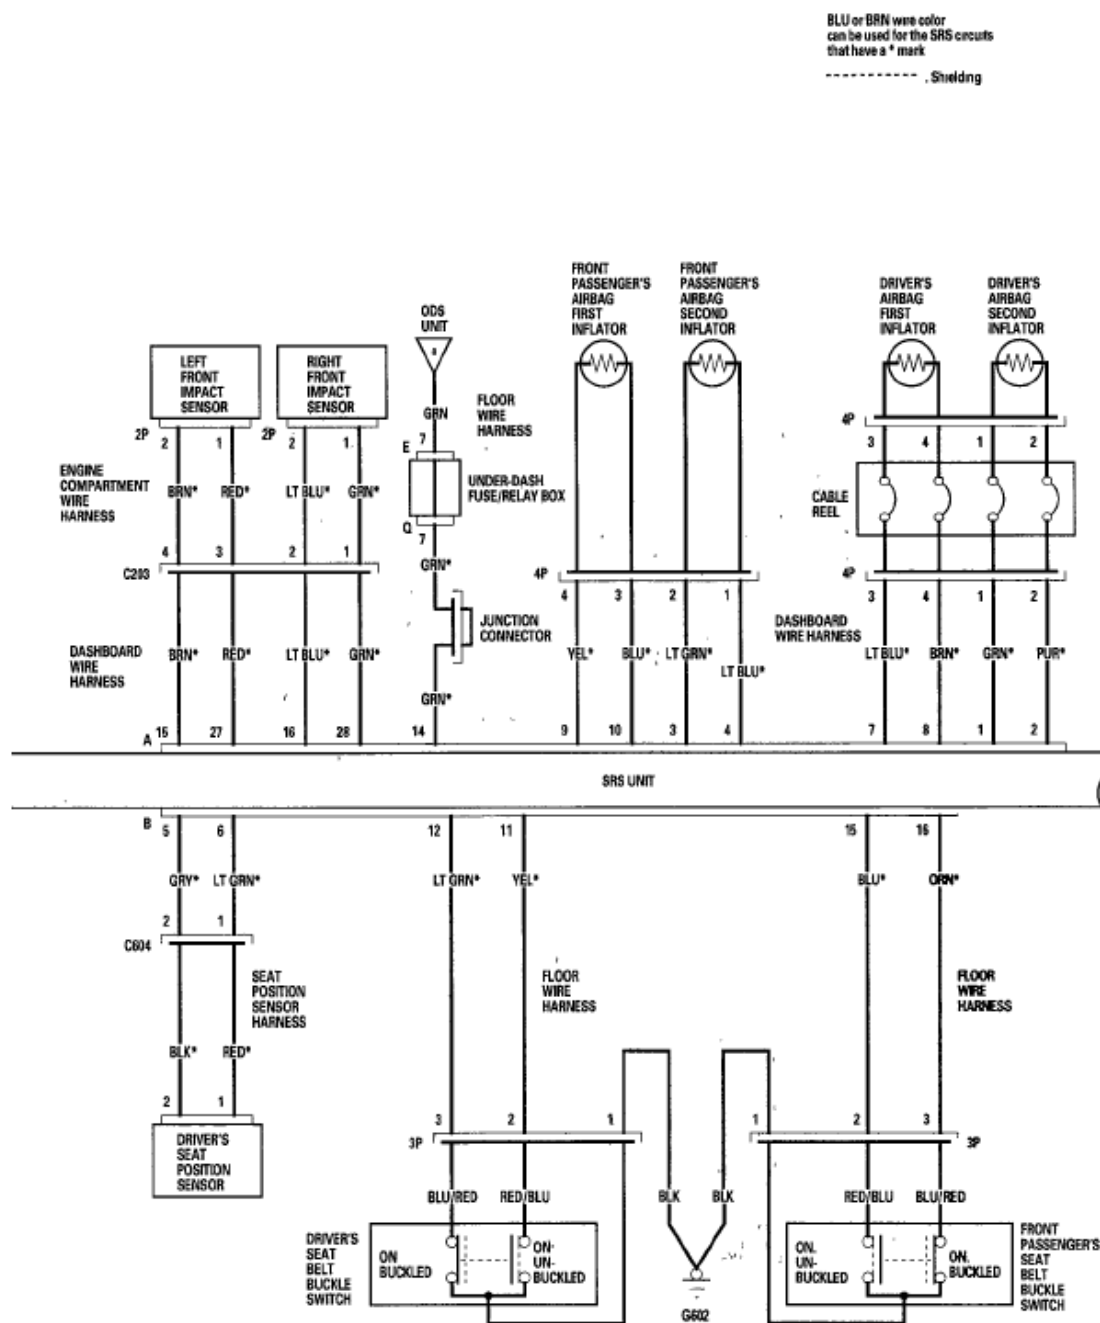 BLU or BRN wire color
can be used for the SRS circuits
that have a * mark
. Shielding
FRONT PASSENGER'S AIRBAG FIRST INFLATOR
FRONT PASSENGER'S AIRBAG SECOND INFLATOR
DRIVER'S AIRBAG FIRST INFLATOR
DRIVER'S AIRBAG SECOND INFLATOR
ODS UNIT
LEFT FRONT IMPACT SENSOR
RIGHT FRONT IMPACT SENSOR
GRN
FLOOR WIRE HARNESS
2P 2 1 2P 2 1
E 7
4P
3 4 1 2
ENGINE COMPARTMENT WIRE HARNESS
BRN* RED* LT BLU* GRN*
UNDER-DASH FUSE/RELAY BOX
CABLE REEL
Q 7
4 3 2 1
C203
GRN*
4P
4 3 2 1
4P
3 4 1 2
JUNCTION CONNECTOR
DASHBOARD WIRE HARNESS
DASHBOARD WIRE HARNESS
BRN* RED* LT BLU* GRN*
GRN*
YEL* BLU* LT GRN* LT BLU*
LT BLU* BRN* GRN* PUR*
A 15 27 16 28 14 9 10 3 4 7 8 1 2
SRS UNIT
B 5 6 12 11 15 16
GRY* LT GRN* LT GRN* YEL* BLU* ORN*
2 1
C604
SEAT POSITION SENSOR HARNESS
FLOOR WIRE HARNESS
FLOOR WIRE HARNESS
BLK* RED*
2 1
3 2 1 1 2 3
3P 3P
DRIVER'S SEAT POSITION SENSOR
BLU/RED RED/BLU BLK BLK RED/BLU BLU/RED
DRIVER'S SEAT BELT BUCKLE SWITCH
ON BUCKLED
ON· UN-BUCKLED
G602
ON. UN-BUCKLED
ON. BUCKLED
FRONT PASSENGER'S SEAT BELT BUCKLE SWITCH